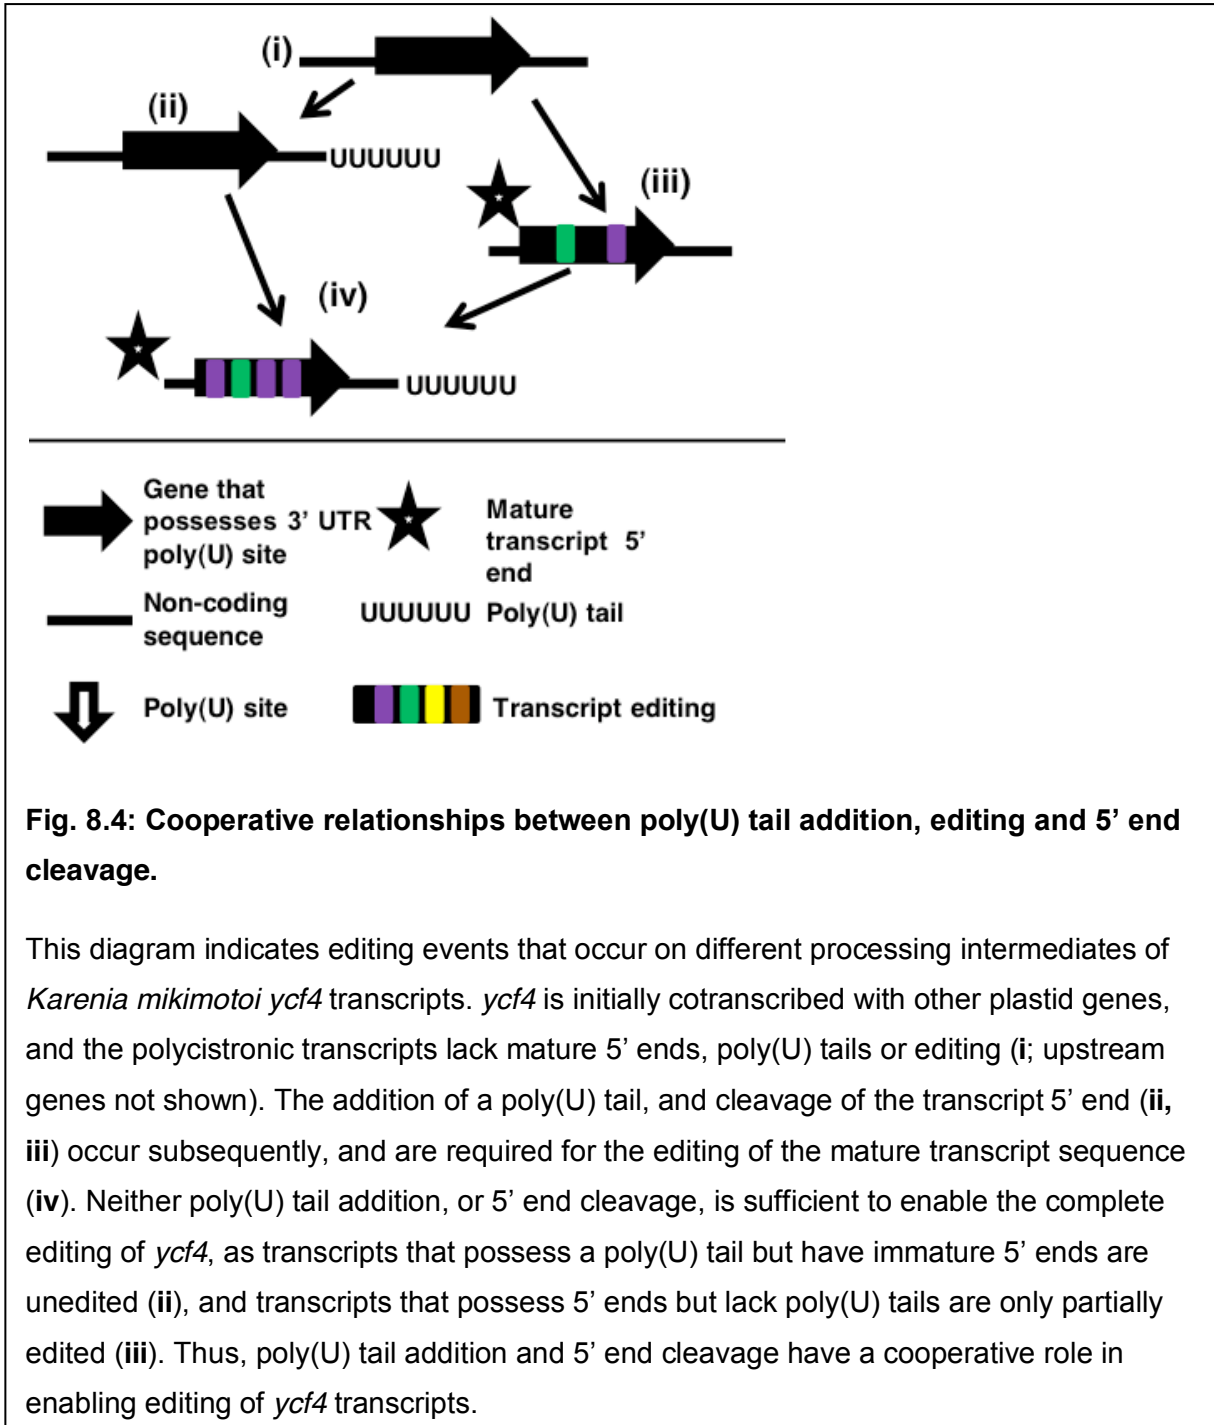 (i)
(ii)
UUUUUU
(iii)
(iv)
UUUUUU
Gene that
possesses 3’ UTR
poly(U) site
Mature
transcript 5’
end
Non-coding
sequence
UUUUUU Poly(U) tail
Poly(U) site
Transcript editing
Fig. 8.4: Cooperative relationships between poly(U) tail addition, editing and 5’ end
cleavage.
This diagram indicates editing events that occur on different processing intermediates of
Karenia mikimotoi ycf4 transcripts. ycf4 is initially cotranscribed with other plastid genes,
and the polycistronic transcripts lack mature 5’ ends, poly(U) tails or editing (i; upstream
genes not shown). The addition of a poly(U) tail, and cleavage of the transcript 5’ end (ii,
iii) occur subsequently, and are required for the editing of the mature transcript sequence
(iv). Neither poly(U) tail addition, or 5’ end cleavage, is sufficient to enable the complete
editing of ycf4, as transcripts that possess a poly(U) tail but have immature 5’ ends are
unedited (ii), and transcripts that possess 5’ ends but lack poly(U) tails are only partially
edited (iii). Thus, poly(U) tail addition and 5’ end cleavage have a cooperative role in
enabling editing of ycf4 transcripts.